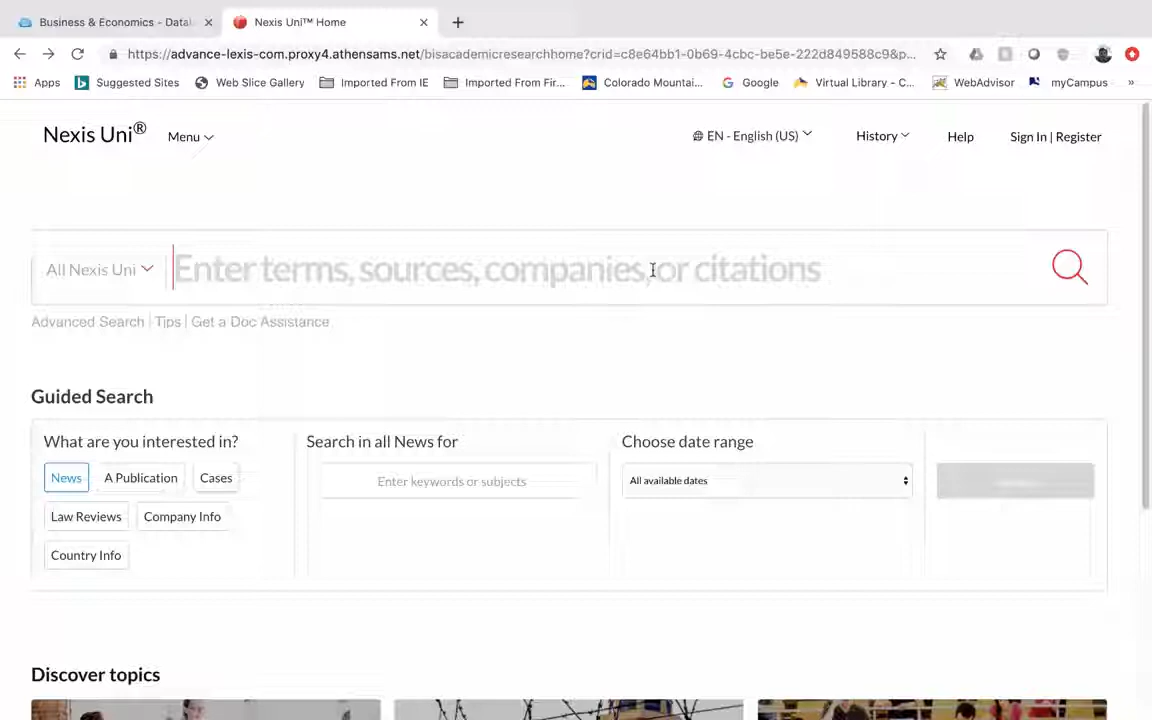 Business & Economics - Datab
Nexis Uni™ Home
https://advance-lexis-com.proxy4.athensams.net/bisacademicresearchhome?crid=c8e64bb1-0b69-4cbc-be5e-222d849588c9&p...
Apps
Suggested Sites
Web Slice Gallery
Imported From IE
Imported From Fir...
Colorado Mountai...
Google
Virtual Library - C...
WebAdvisor
myCampus
»
Nexis Uni®
Menu
EN - English (US)
History
Help
Sign In | Register
All Nexis Uni
Enter terms, sources, companies, or citations
Advanced Search | Tips | Get a Doc Assistance
Guided Search
What are you interested in?
Search in all News for
Choose date range
News
A Publication
Cases
Enter keywords or subjects
All available dates
Law Reviews
Company Info
Country Info
Discover topics